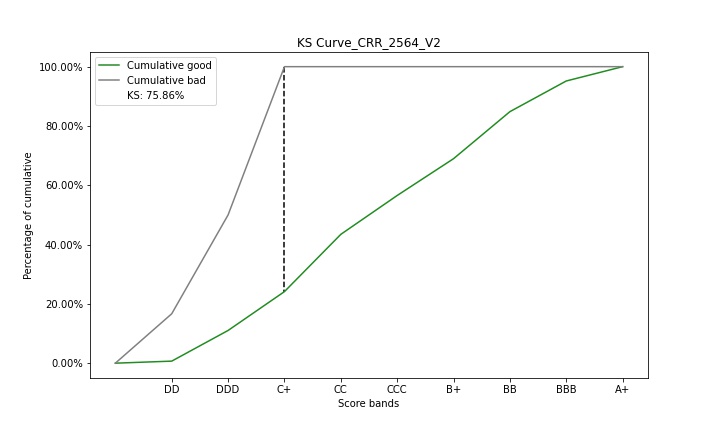 KS Curve_CRR_2564_V2
Cumulative good
Cumulative bad
KS: 75.86%
100.00%
80.00%
60.00%
40.00%
20.00%
0.00%
Percentage of cumulative
DD DDD C+ CC CCC B+ BB BBB A+
Score bands